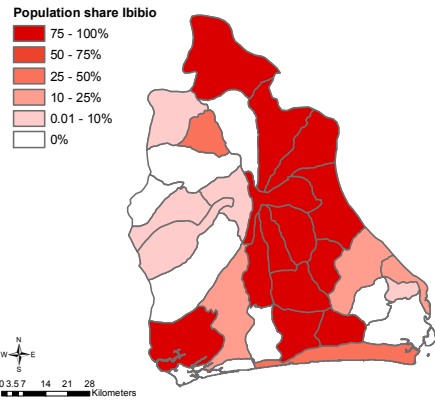 Population share Ibibio
75 - 100%
50 - 75%
25 - 50%
10 - 25%
0.01 - 10%
0%
N
W E
S
0 3.5 7 14 21 28
Kilometers